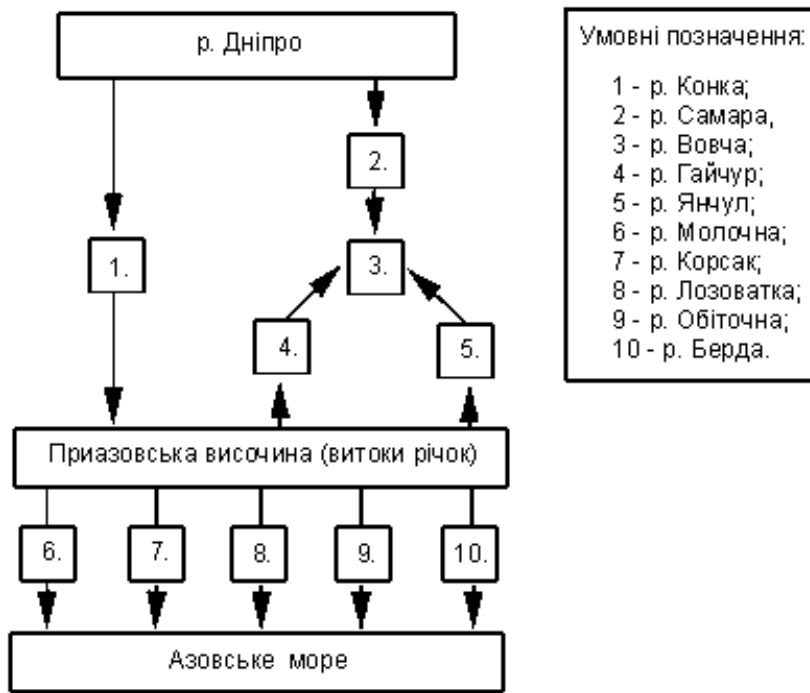 р. Дніпро
2.
1.
3.
4.
5.
Приазовська височина (витоки річок)
6.
7.
8.
9.
10.
Азовське море
Умовні позначення:
1 - р. Конка;
2 - р. Самара,
3 - р. Вовча;
4 - р. Гайчур;
5 - р. Янчул;
6 - р. Молочна;
7 - р. Корсак;
8 - р. Лозоватка;
9 - р. Обіточна;
10 - р. Берда.